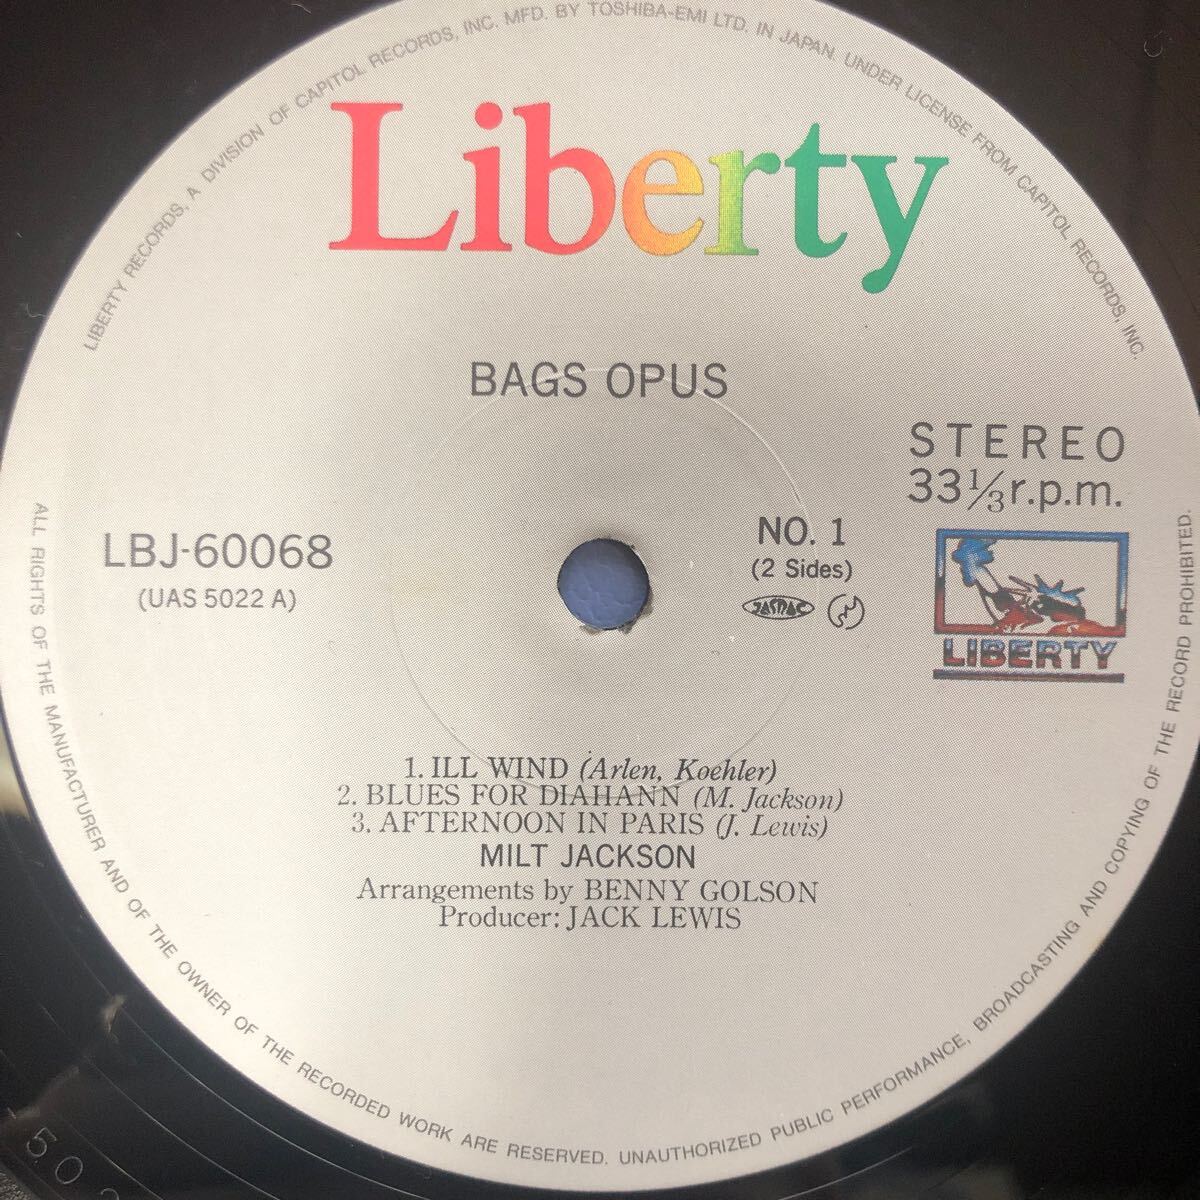 LIBERTY RECORDS, A DIVISION OF CAPITOL RECORDS, INC. MFD. BY TOSHIBA-EMI LTD. IN JAPAN. UNDER LICENSE FROM CAPITOL RECORDS, INC.
Liberty
BAGS OPUS
STEREO
33 1/3 r.p.m.
LBJ-60068
(UAS 5022 A)
NO. 1
(2 Sides)
JASRAC
LIBERTY
1. ILL WIND (Arlen, Koehler)
2. BLUES FOR DIAHANN (M. Jackson)
3. AFTERNOON IN PARIS (J. Lewis)
MILT JACKSON
Arrangements by BENNY GOLSON
Producer: JACK LEWIS
ALL RIGHTS OF THE MANUFACTURER AND OF THE OWNER OF THE RECORDED WORK ARE RESERVED. UNAUTHORIZED PUBLIC PERFORMANCE, BROADCASTING AND COPYING OF THE RECORD PROHIBITED.